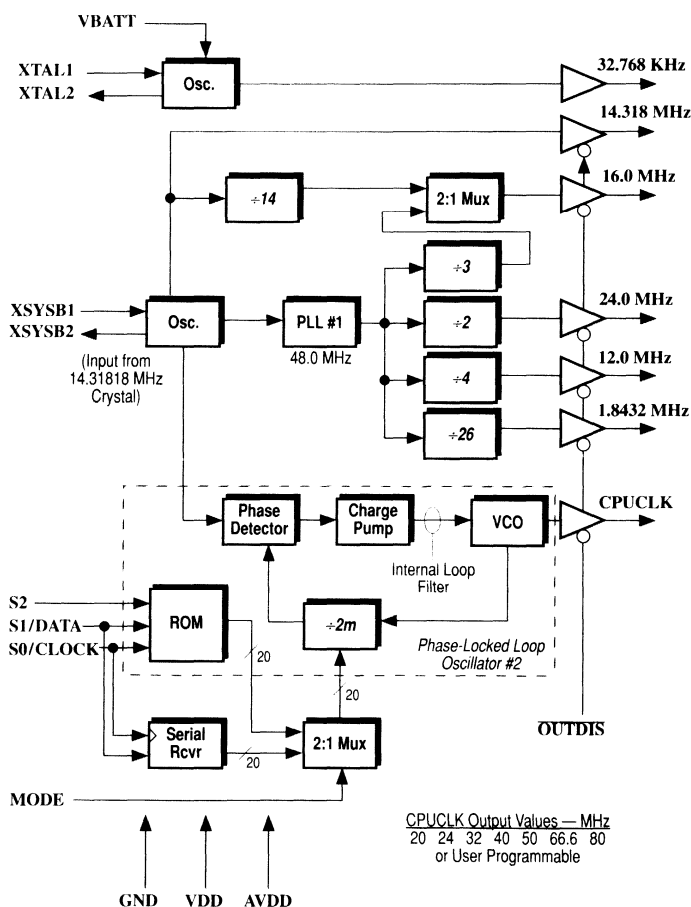 VBATT
XTAL1
XTAL2
Osc.
32.768 KHz
14.318 MHz
÷14
2:1 Mux
16.0 MHz
÷3
XSYSB1
XSYSB2
Osc.
PLL #1
÷2
24.0 MHz
(Input from
14.31818 MHz
Crystal)
48.0 MHz
÷4
12.0 MHz
÷26
1.8432 MHz
Phase
Detector
Charge
Pump
VCO
CPUCLK
Internal Loop
Filter
S2
S1/DATA
S0/CLOCK
ROM
÷2m
Phase-Locked Loop
Oscillator #2
20
20
Serial
Rcvr
20
2:1 Mux
OUTDIS
MODE
CPUCLK Output Values — MHz
20 24 32 40 50 66.6 80
or User Programmable
GND
VDD
AVDD